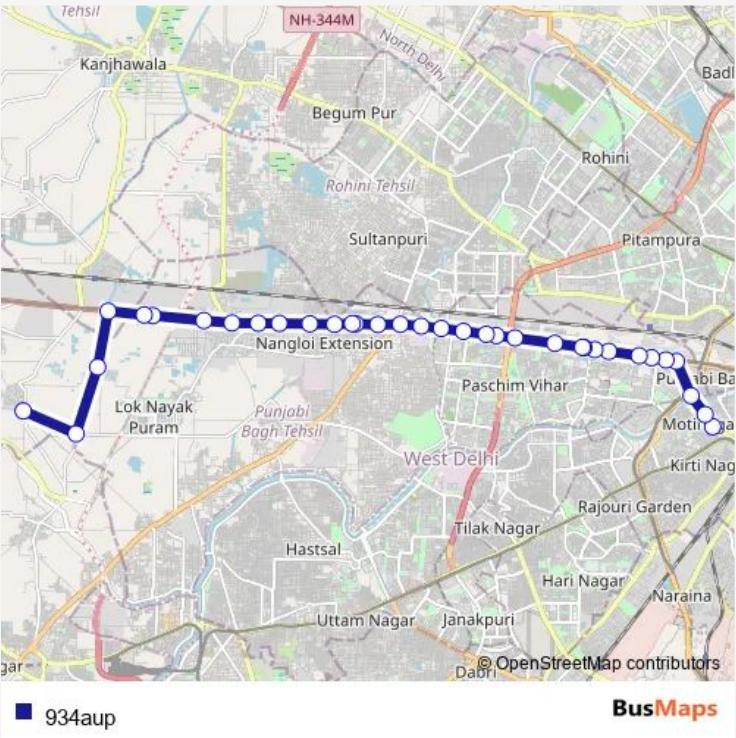 Tehsil
NH-344M
North Delhi
Kanjhawala
Badl
Begum Pur
Rohini
Rohini Tehsil
Sultanpuri
Pitampura
Nangloi Extension
Paschim Vihar
Lok Nayak
Puram
Punjabi
Bagh Tehsil
West Delhi
Kirti Nag
Rajouri Garden
Tilak Nagar
Hastsal
Hari Nagar
Naraina
Uttam Nagar
Janakpuri
gar
Dabri
© OpenStreetMap contributors
934aup
BusMaps